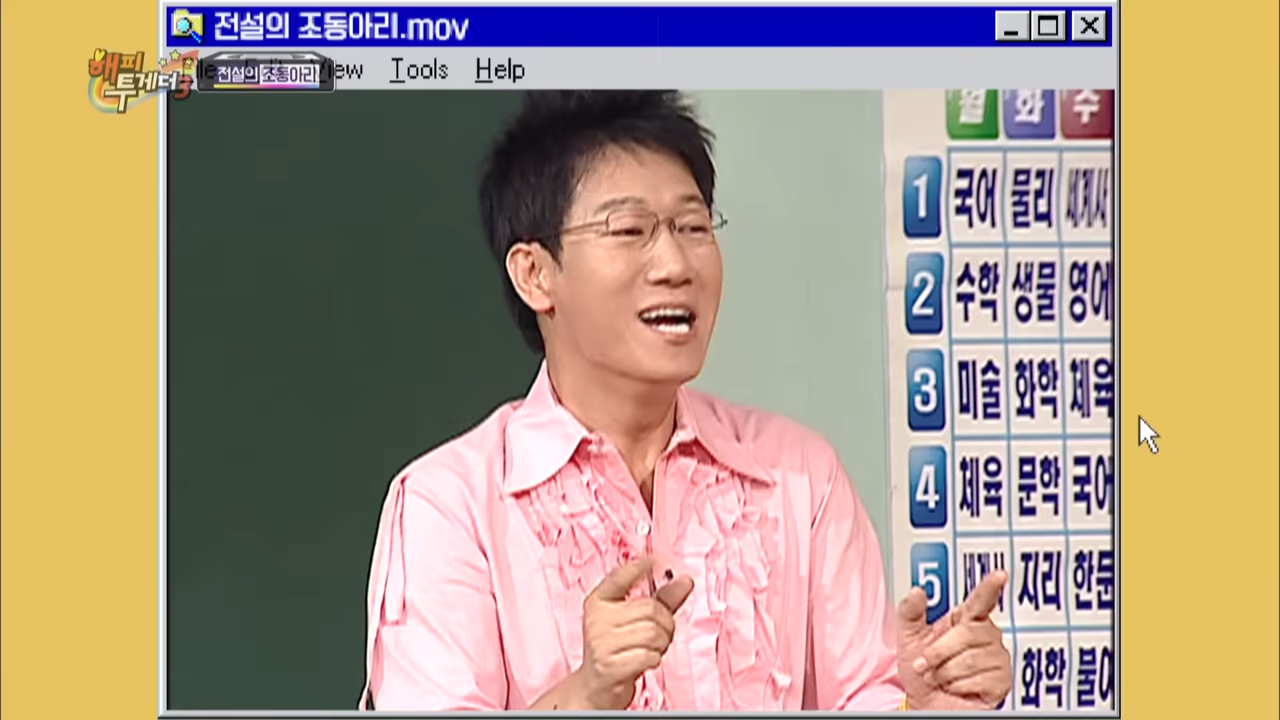 전설의 조동아리.mov
해피투게더3
전설의 조동아리
View Tools Help
월 화 수
1 국어 물리 세계사
2 수학 생물 영어
3 미술 화학 체육
4 체육 문학 국어
5 세계사 지리 한문
화학